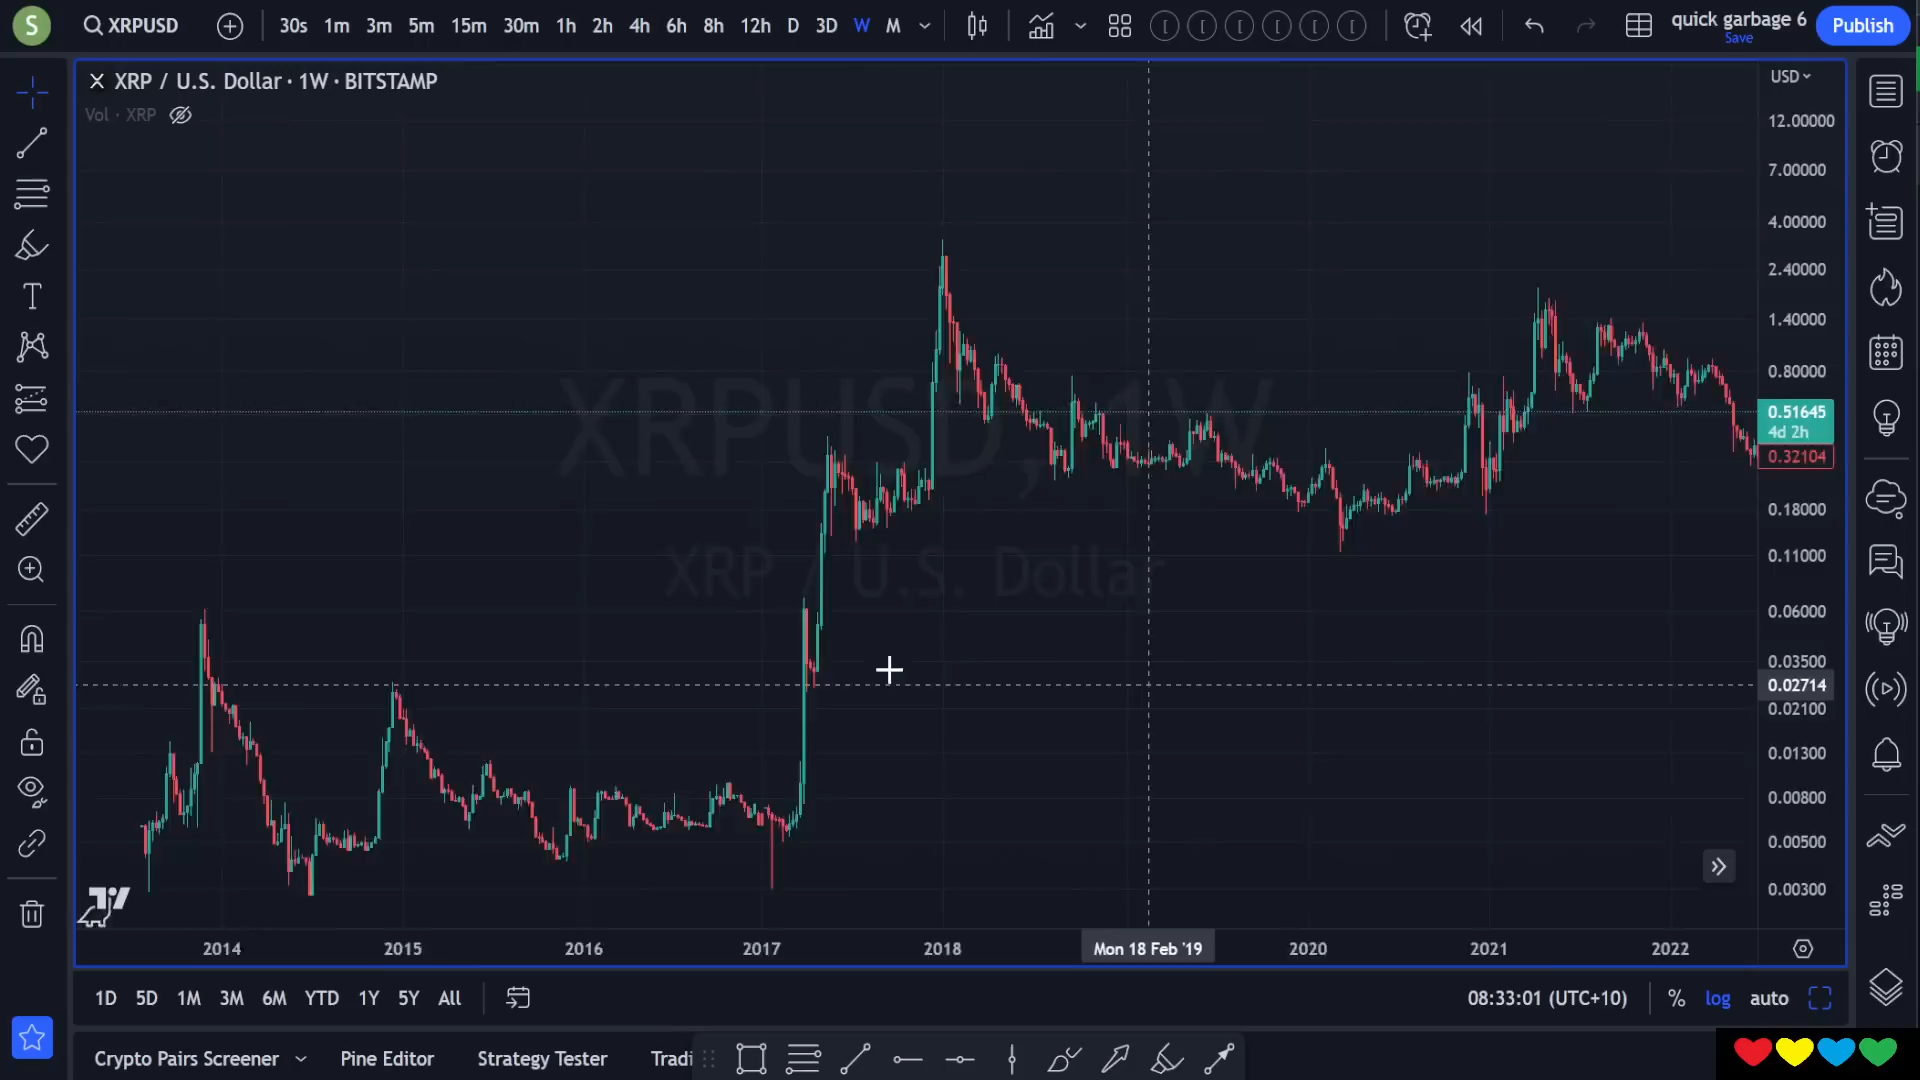 S
XRPUSD
30s 1m 3m 5m 15m 30m 1h 2h 4h 6h 8h 12h D 3D W M
quick garbage 6
Save
Publish
XRP / U.S. Dollar · 1W · BITSTAMP
Vol · XRP
USD
12.00000
7.00000
4.00000
2.40000
1.40000
0.80000
0.51645
4d 2h
0.32104
0.18000
0.11000
0.06000
0.03500
0.02714
0.02100
0.01300
0.00800
0.00500
0.00300
XRPUSD, 1W
XRP / U.S. Dollar
2014 2015 2016 2017 2018 Mon 18 Feb '19 2020 2021 2022
1D 5D 1M 3M 6M YTD 1Y 5Y All
08:33:01 (UTC+10) % log auto
Crypto Pairs Screener Pine Editor Strategy Tester Tradi